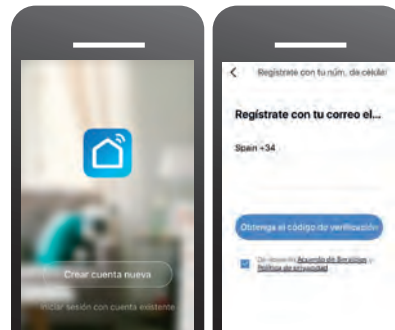 Crear cuenta nueva
Iniciar sesión con cuenta existente
Regístrate con tu núm. de celular
Regístrate con tu correo el...
Spain +34
Obtenga el código de verificación
De acuerdo Acuerdo de Servicios y
Política de privacidad